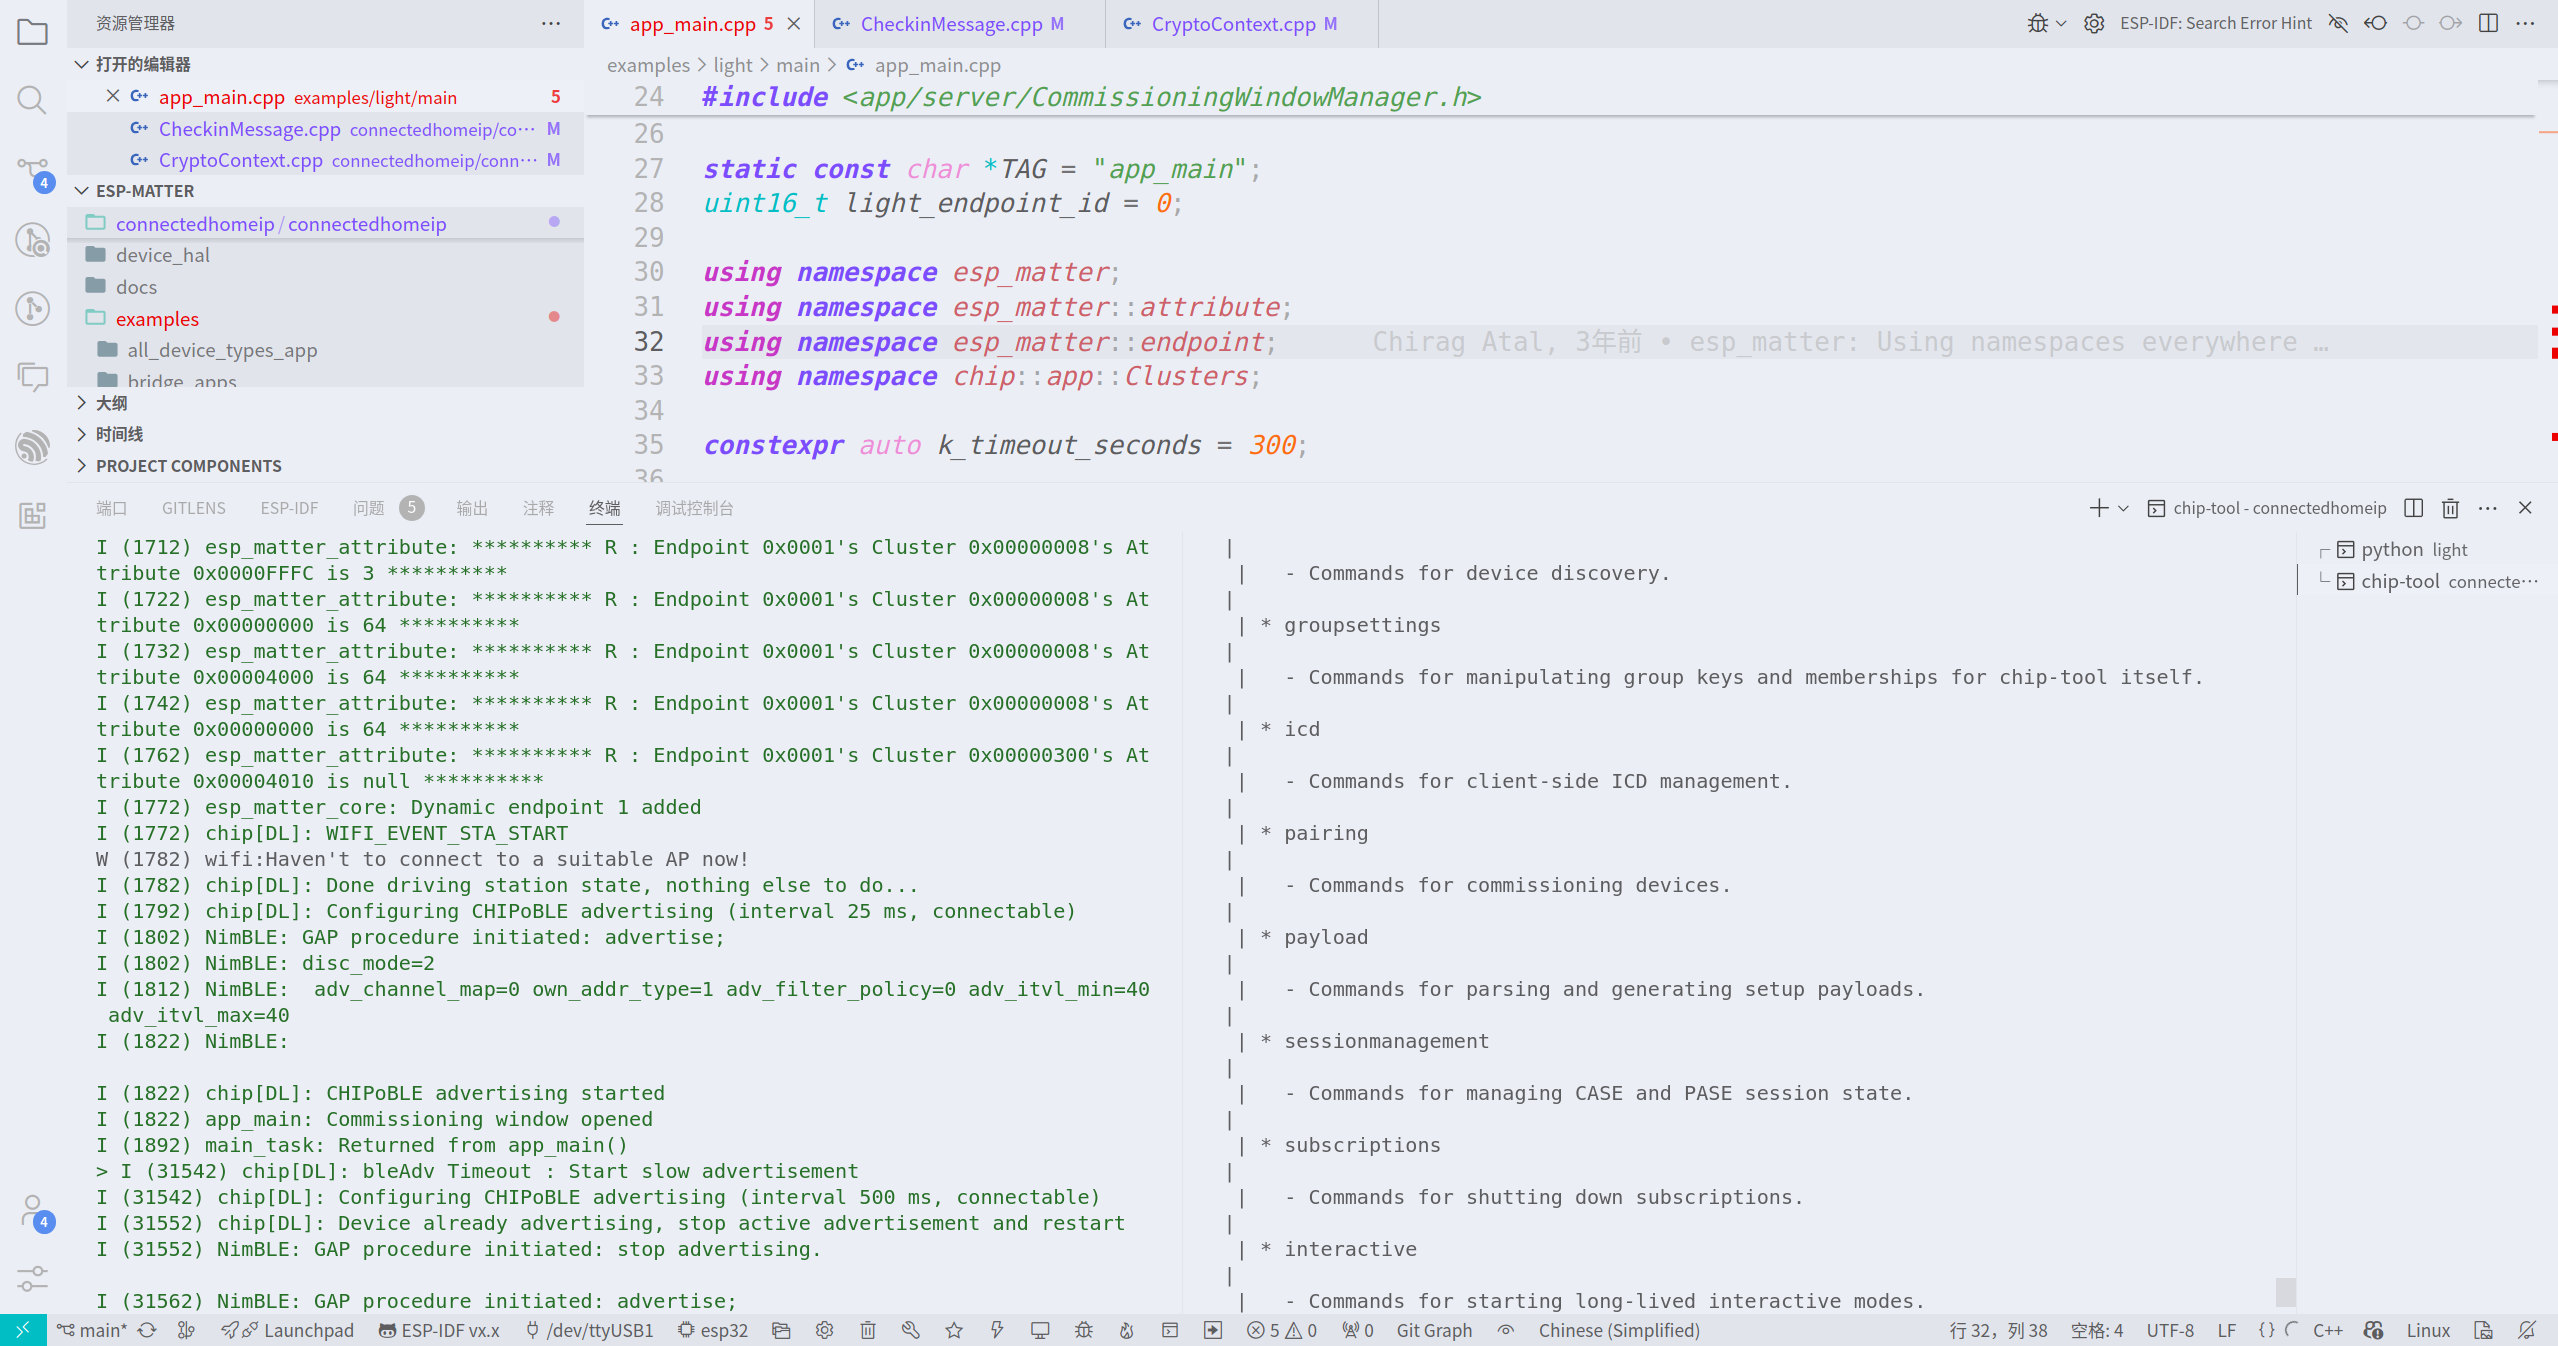 资源管理器
打开的编辑器
app_main.cpp examples/light/main 5
CheckinMessage.cpp connectedhomeip/co··· M
CryptoContext.cpp connectedhomeip/conn··· M
ESP-MATTER
connectedhomeip / connectedhomeip
device_hal
docs
examples
all_device_types_app
bridge_apps
大纲
时间线
PROJECT COMPONENTS
4
4
app_main.cpp 5
CheckinMessage.cpp M
CryptoContext.cpp M
ESP-IDF: Search Error Hint
examples > light > main > app_main.cpp
24 #include <app/server/CommissioningWindowManager.h>
26
27 static const char *TAG = "app_main";
28 uint16_t light_endpoint_id = 0;
29
30 using namespace esp_matter;
31 using namespace esp_matter::attribute;
32 using namespace esp_matter::endpoint; Chirag Atal, 3年前 • esp_matter: Using namespaces everywhere …
33 using namespace chip::app::Clusters;
34
35 constexpr auto k_timeout_seconds = 300;
36
端口 GITLENS ESP-IDF 问题 5 输出 注释 终端 调试控制台
chip-tool - connectedhomeip
I (1712) esp_matter_attribute: ********** R : Endpoint 0x0001's Cluster 0x00000008's At
tribute 0x0000FFFC is 3 **********
I (1722) esp_matter_attribute: ********** R : Endpoint 0x0001's Cluster 0x00000008's At
tribute 0x00000000 is 64 **********
I (1732) esp_matter_attribute: ********** R : Endpoint 0x0001's Cluster 0x00000008's At
tribute 0x00004000 is 64 **********
I (1742) esp_matter_attribute: ********** R : Endpoint 0x0001's Cluster 0x00000008's At
tribute 0x00000000 is 64 **********
I (1762) esp_matter_attribute: ********** R : Endpoint 0x0001's Cluster 0x00000300's At
tribute 0x00004010 is null **********
I (1772) esp_matter_core: Dynamic endpoint 1 added
I (1772) chip[DL]: WIFI_EVENT_STA_START
W (1782) wifi:Haven't to connect to a suitable AP now!
I (1782) chip[DL]: Done driving station state, nothing else to do...
I (1792) chip[DL]: Configuring CHIPoBLE advertising (interval 25 ms, connectable)
I (1802) NimBLE: GAP procedure initiated: advertise;
I (1802) NimBLE: disc_mode=2
I (1812) NimBLE:  adv_channel_map=0 own_addr_type=1 adv_filter_policy=0 adv_itvl_min=40
 adv_itvl_max=40
I (1822) NimBLE:
I (1822) chip[DL]: CHIPoBLE advertising started
I (1822) app_main: Commissioning window opened
I (1892) main_task: Returned from app_main()
> I (31542) chip[DL]: bleAdv Timeout : Start slow advertisement
I (31542) chip[DL]: Configuring CHIPoBLE advertising (interval 500 ms, connectable)
I (31552) chip[DL]: Device already advertising, stop active advertisement and restart
I (31552) NimBLE: GAP procedure initiated: stop advertising.
I (31562) NimBLE: GAP procedure initiated: advertise;
|
|   - Commands for device discovery.
|
| * groupsettings
|
|   - Commands for manipulating group keys and memberships for chip-tool itself.
|
| * icd
|
|   - Commands for client-side ICD management.
|
| * pairing
|
|   - Commands for commissioning devices.
|
| * payload
|
|   - Commands for parsing and generating setup payloads.
|
| * sessionmanagement
|
|   - Commands for managing CASE and PASE session state.
|
| * subscriptions
|
|   - Commands for shutting down subscriptions.
|
| * interactive
|
|   - Commands for starting long-lived interactive modes.
python light
chip-tool connecte···
main* Launchpad ESP-IDF vx.x /dev/ttyUSB1 esp32 5 0 0 Git Graph Chinese (Simplified) 行 32，列 38 空格: 4 UTF-8 LF {} C++ Linux